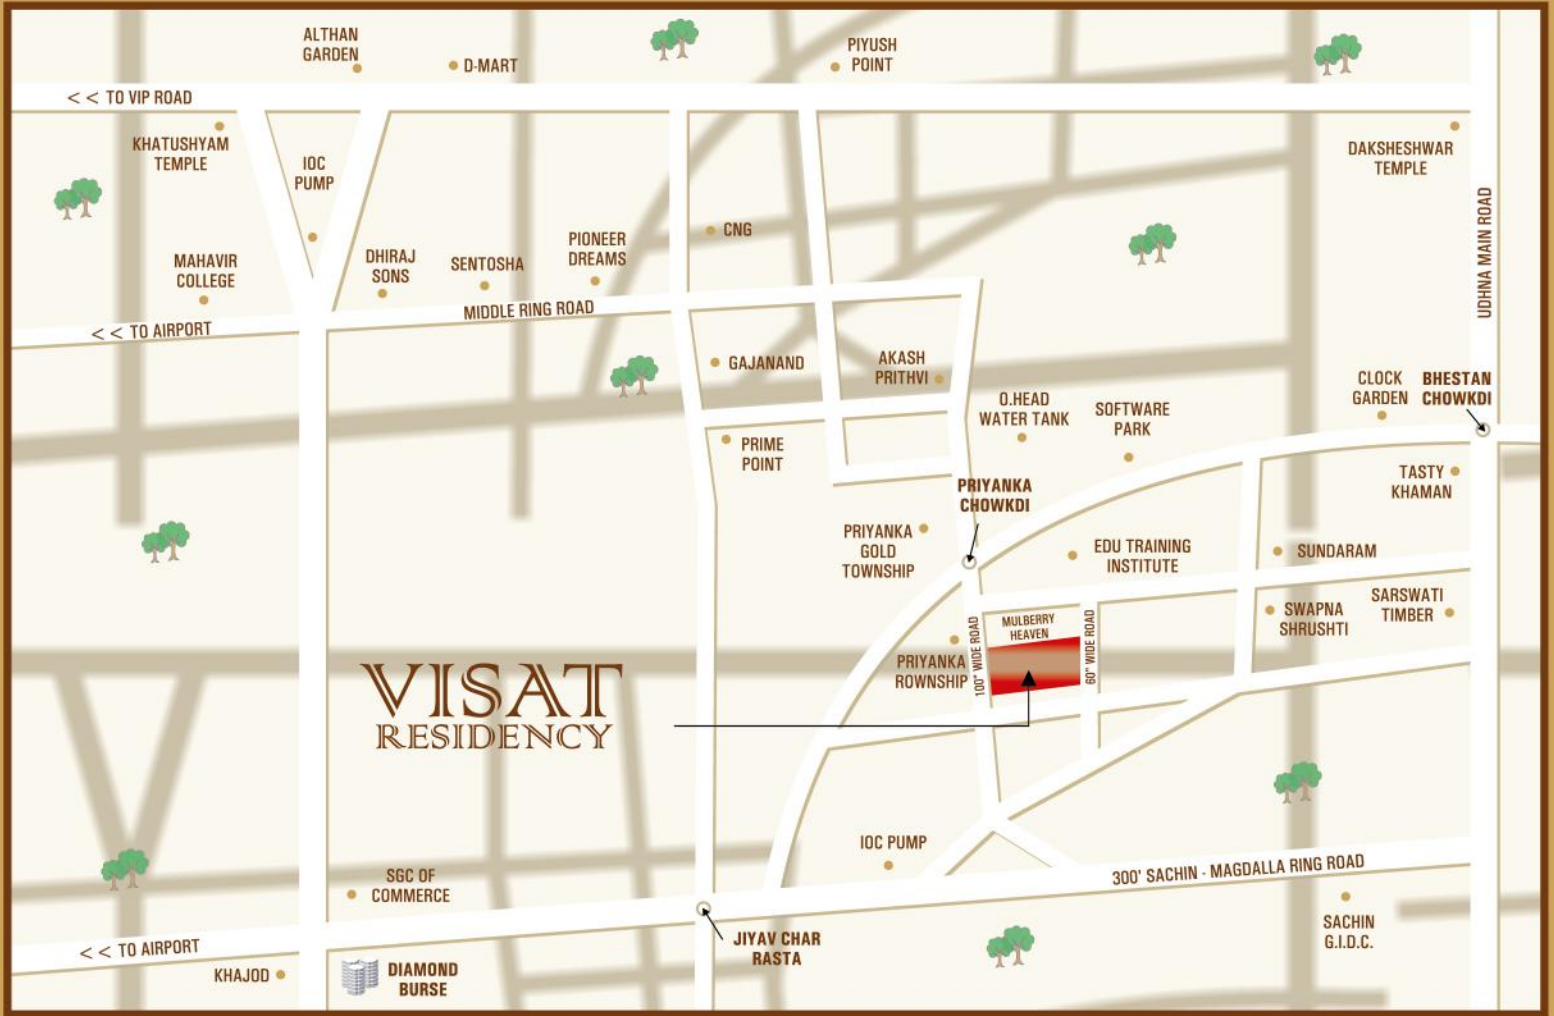 ALTHAN
GARDEN
D-MART
PIYUSH
POINT
< < TO VIP ROAD
KHATUSHYAM
TEMPLE
IOC
PUMP
DAKSHESHWAR
TEMPLE
UDHNA MAIN ROAD
MAHAVIR
COLLEGE
DHIRAJ
SONS
SENTOSHA
PIONEER
DREAMS
CNG
< < TO AIRPORT
MIDDLE RING ROAD
GAJANAND
AKASH
PRITHVI
O.HEAD
WATER TANK
SOFTWARE
PARK
CLOCK
GARDEN
BHESTAN
CHOWKDI
PRIME
POINT
TASTY
KHAMAN
PRIYANKA
CHOWKDI
PRIYANKA
GOLD
TOWNSHIP
EDU TRAINING
INSTITUTE
SUNDARAM
SWAPNA
SHRUSHTI
SARSWATI
TIMBER
MULBERRY
HEAVEN
100" WIDE ROAD
60" WIDE ROAD
PRIYANKA
ROWNSHIP
VISAT
RESIDENCY
IOC PUMP
300' SACHIN - MAGDALLA RING ROAD
SGC OF
COMMERCE
SACHIN
G.I.D.C.
< < TO AIRPORT
JIYAV CHAR
RASTA
KHAJOD
DIAMOND
BURSE